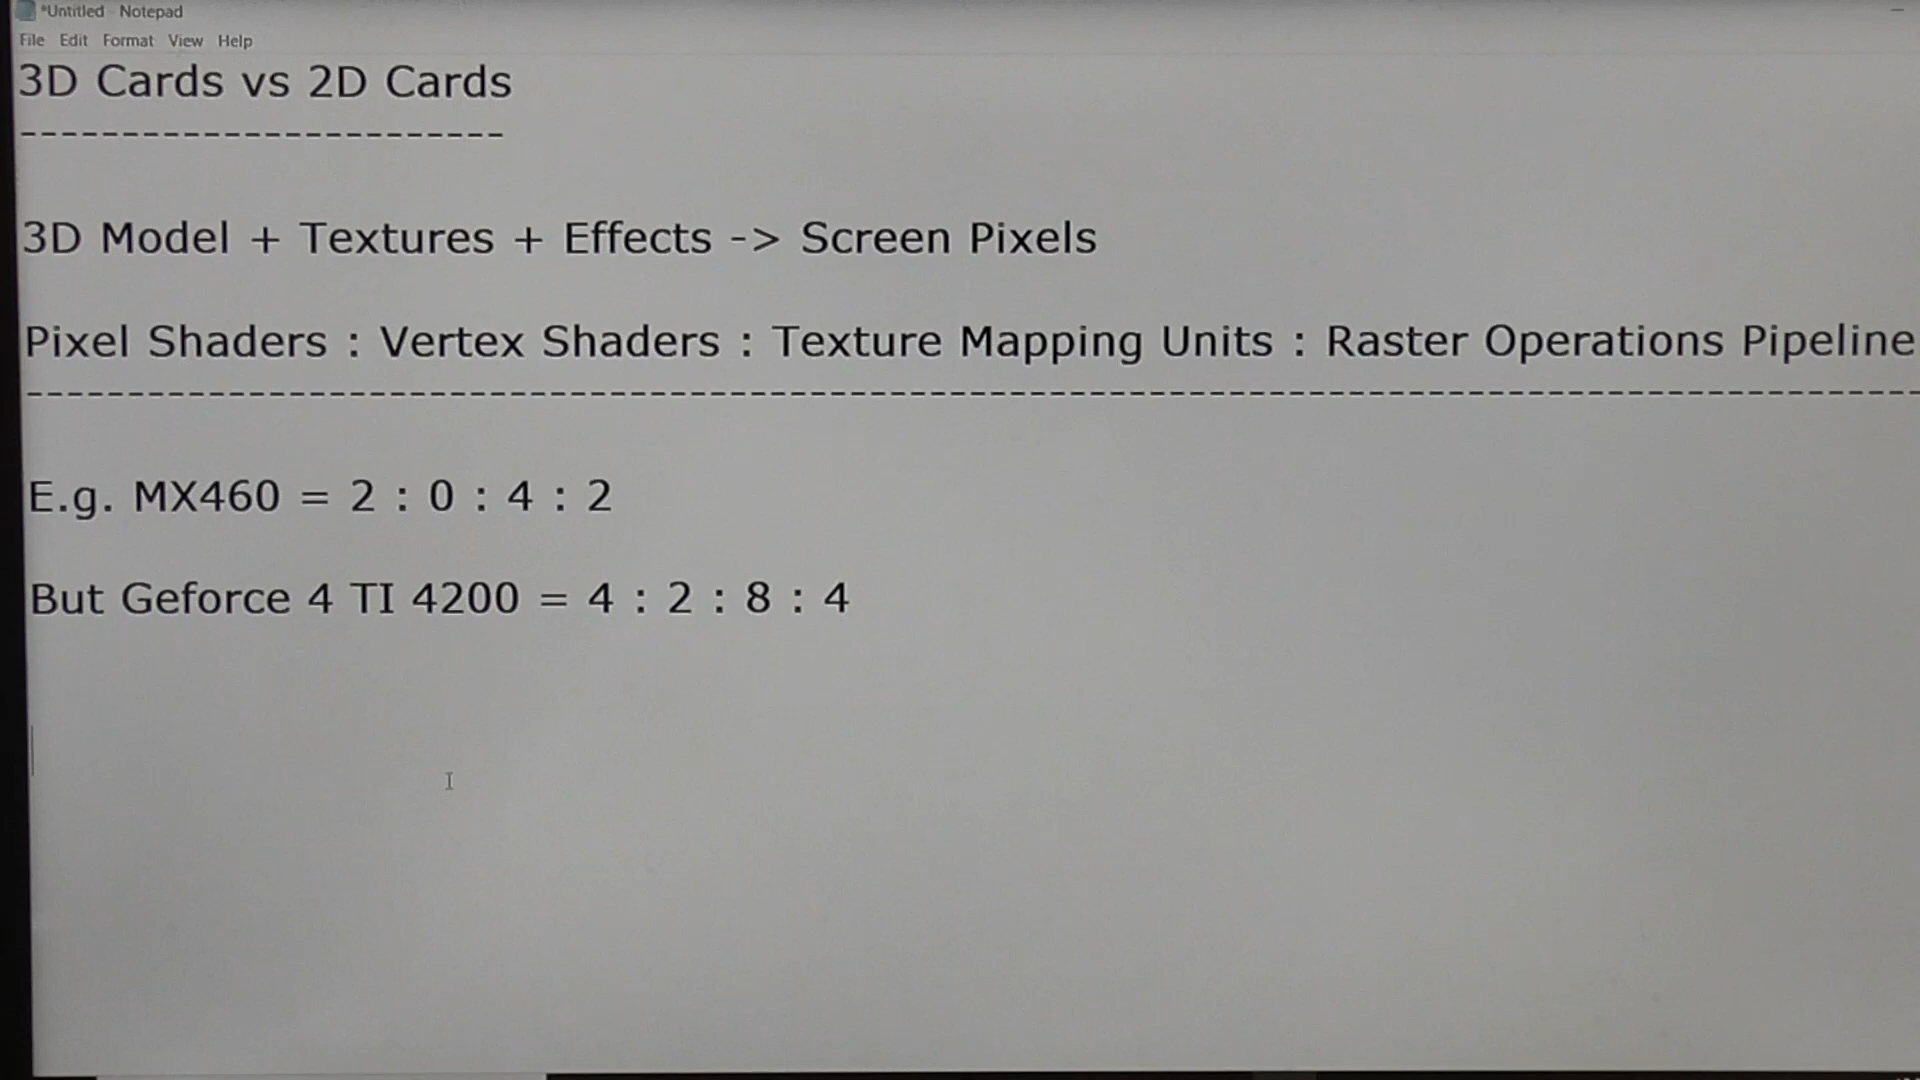 *Untitled - Notepad
File Edit Format View Help
3D Cards vs 2D Cards
------------------------
3D Model + Textures + Effects -> Screen Pixels
Pixel Shaders : Vertex Shaders : Texture Mapping Units : Raster Operations Pipeline
-----------------------------------------------------------------------------------------------
E.g. MX460 = 2 : 0 : 4 : 2
But Geforce 4 TI 4200 = 4 : 2 : 8 : 4